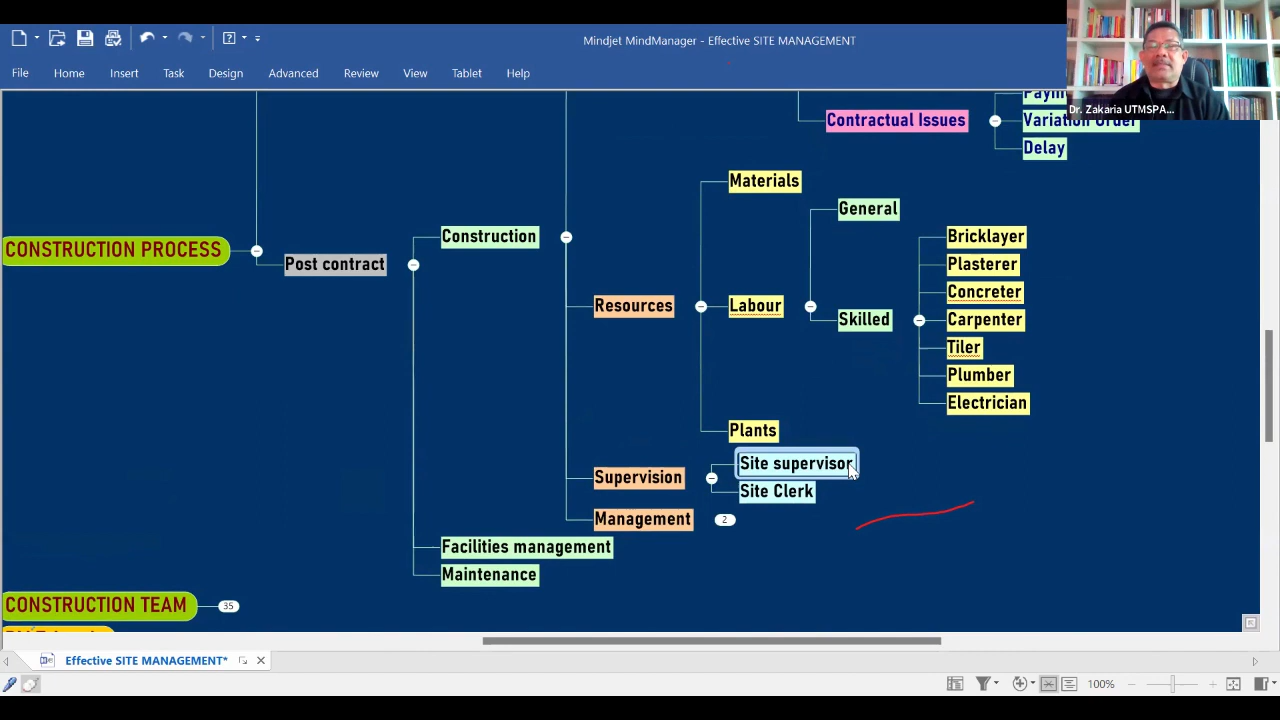 Mindjet MindManager - Effective SITE MANAGEMENT*
File Home Insert Task Design Advanced Review View Tablet Help
Dr. Zakaria UTMSPA...
Contractual Issues
Variation Order
Delay
Materials
General
CONSTRUCTION PROCESS
Post contract
Construction
Bricklayer
Plasterer
Concreter
Resources
Labour
Skilled
Carpenter
Tiler
Plumber
Electrician
Plants
Supervision
Site supervisor
Site Clerk
Management
2
Facilities management
Maintenance
CONSTRUCTION TEAM
35
Effective SITE MANAGEMENT*
100%